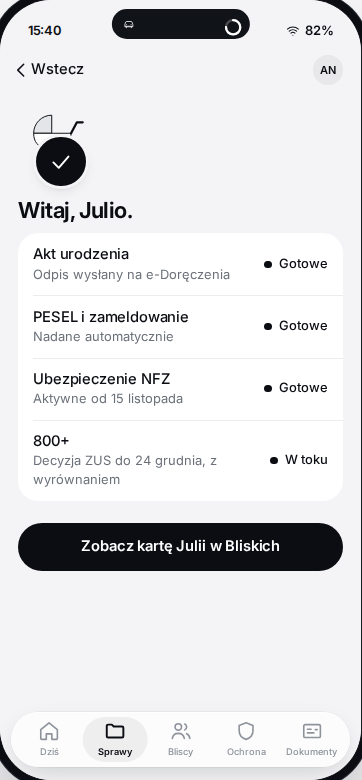 15:40
82%
Wstecz
AN
Witaj, Julio.
Akt urodzenia
Odpis wysłany na e-Doręczenia
Gotowe
PESEL i zameldowanie
Nadane automatycznie
Gotowe
Ubezpieczenie NFZ
Aktywne od 15 listopada
Gotowe
800+
Decyzja ZUS do 24 grudnia, z
wyrównaniem
W toku
Zobacz kartę Julii w Bliskich
Dziś
Sprawy
Bliscy
Ochrona
Dokumenty